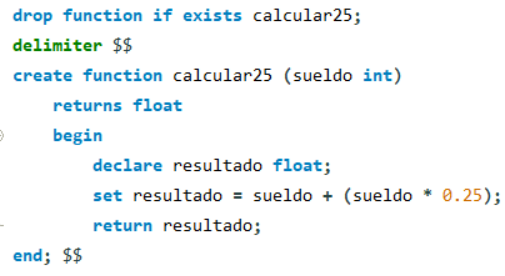 drop function if exists calcular25;
delimiter $$
create function calcular25 (sueldo int)
    returns float
    begin
        declare resultado float;
        set resultado = sueldo + (sueldo * 0.25);
        return resultado;
end; $$